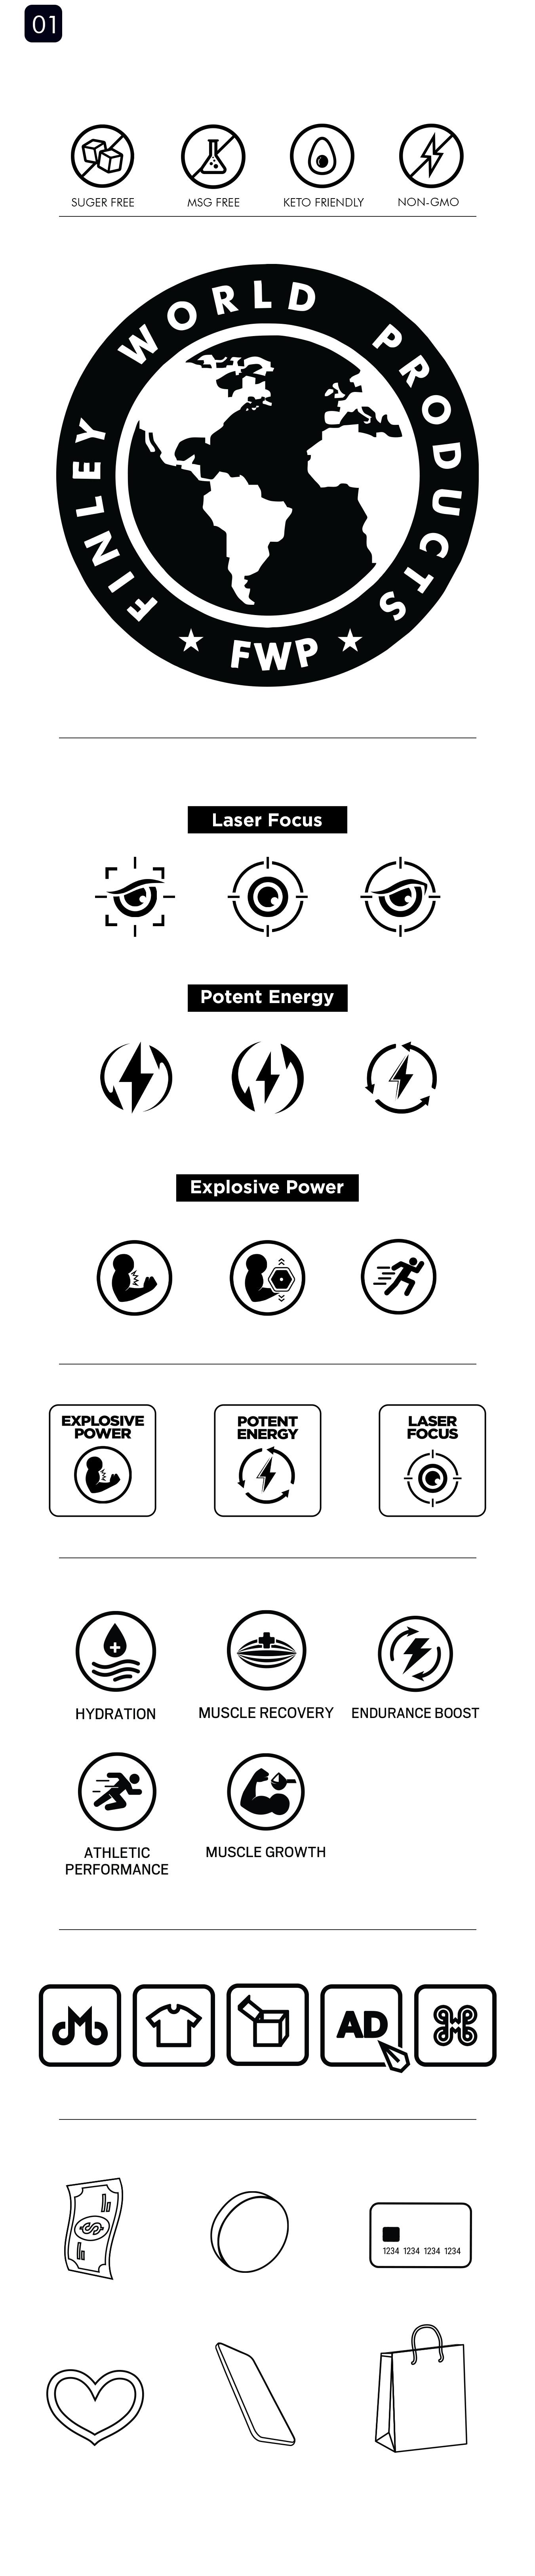 01
SUGER FREE
MSG FREE
KETO FRIENDLY
NON-GMO
FINLEY WORLD PRODUCTS
★ FWP ★
Laser Focus
Potent Energy
Explosive Power
EXPLOSIVE
POWER
POTENT
ENERGY
LASER
FOCUS
HYDRATION
MUSCLE RECOVERY
ENDURANCE BOOST
ATHLETIC
PERFORMANCE
MUSCLE GROWTH
AD
$
1234 1234 1234 1234